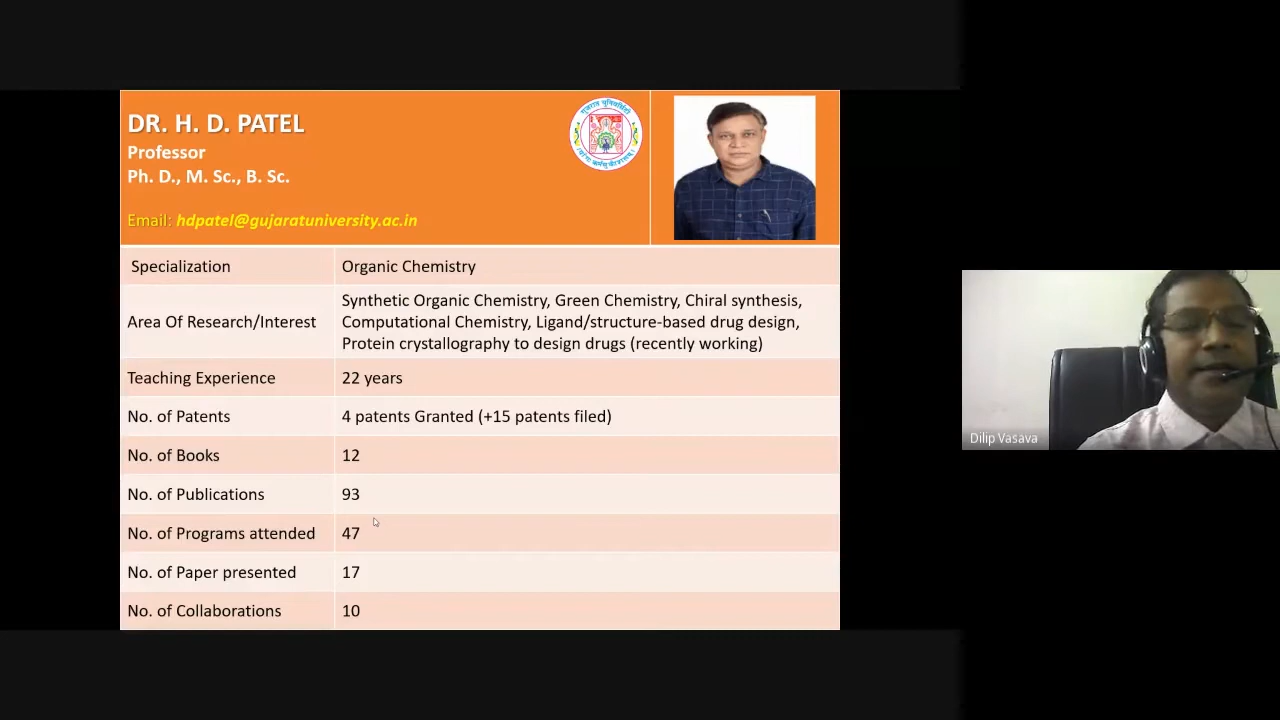 DR. H. D. PATEL
Professor
Ph. D., M. Sc., B. Sc.
Email: hdpatel@gujaratuniversity.ac.in
Specialization
Organic Chemistry
Area Of Research/Interest
Synthetic Organic Chemistry, Green Chemistry, Chiral synthesis,
Computational Chemistry, Ligand/structure-based drug design,
Protein crystallography to design drugs (recently working)
Teaching Experience
22 years
No. of Patents
4 patents Granted (+15 patents filed)
No. of Books
12
No. of Publications
93
No. of Programs attended
47
No. of Paper presented
17
No. of Collaborations
10
Dilip Vasava